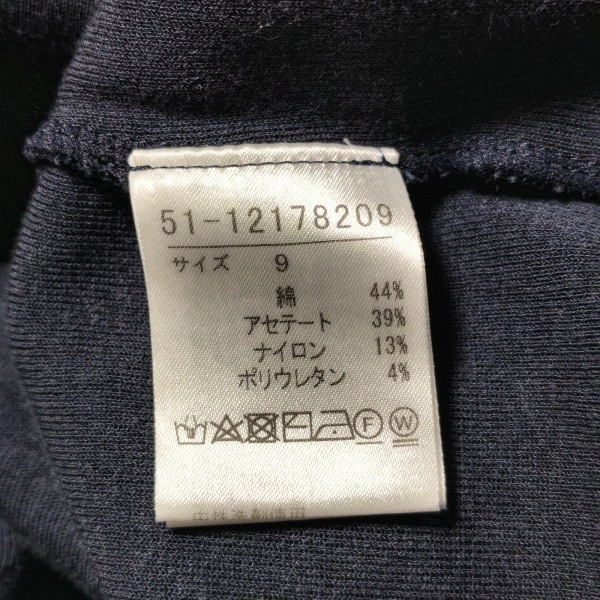 51-12178209
サイズ 9
綿 44%
アセテート 39%
ナイロン 13%
ポリウレタン 4%
F W